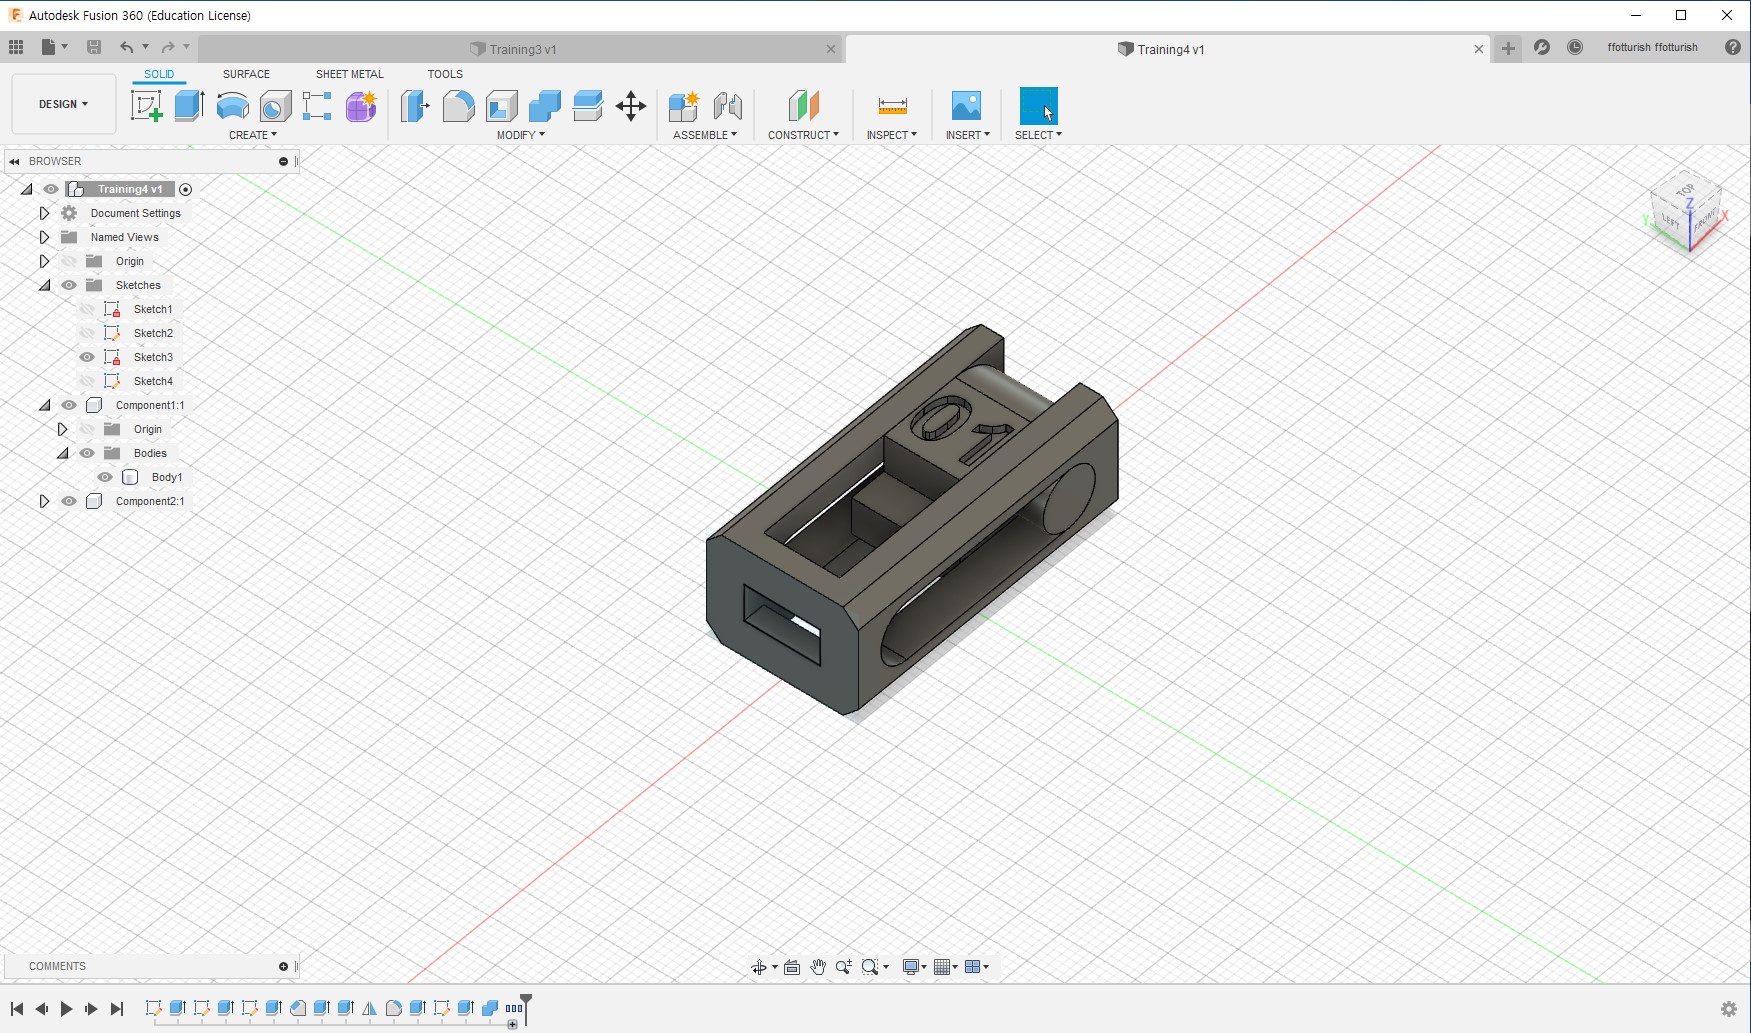 Autodesk Fusion 360 (Education License)
Training3 v1
Training4 v1
ffotturish ffotturish
DESIGN
SOLID
SURFACE
SHEET METAL
TOOLS
CREATE
MODIFY
ASSEMBLE
CONSTRUCT
INSPECT
INSERT
SELECT
BROWSER
Training4 v1
Document Settings
Named Views
Origin
Sketches
Sketch1
Sketch2
Sketch3
Sketch4
Component1:1
Origin
Bodies
Body1
Component2:1
TOP
LEFT
FRONT
Z
X
Y
COMMENTS